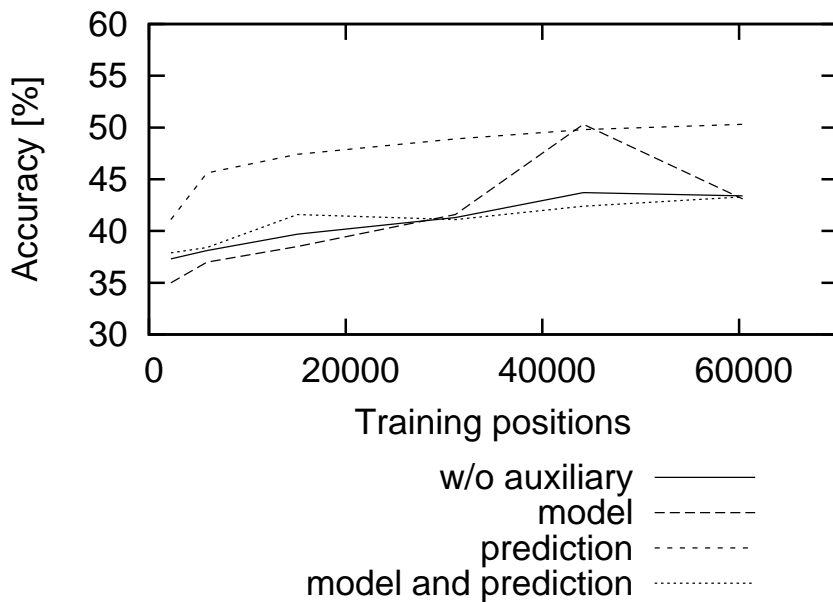 60
55
50
45
40
35
30
Accuracy [%]
0 20000 40000 60000
Training positions
w/o auxiliary
model
prediction
model and prediction